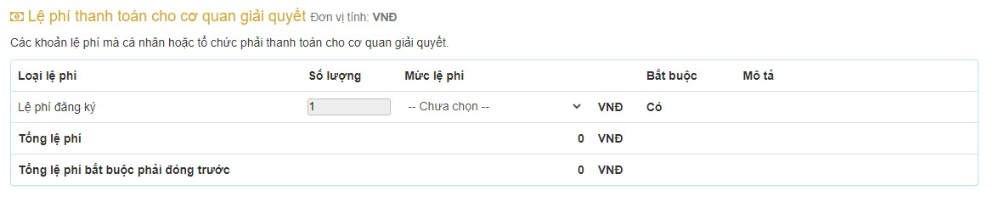 Lệ phí thanh toán cho cơ quan giải quyết Đơn vị tính: VNĐ
Các khoản lệ phí mà cá nhân hoặc tổ chức phải thanh toán cho cơ quan giải quyết.
Loại lệ phí Số lượng Mức lệ phí Bắt buộc Mô tả
Lệ phí đăng ký 1 -- Chưa chọn -- VNĐ Có
Tổng lệ phí 0 VNĐ
Tổng lệ phí bắt buộc phải đóng trước 0 VNĐ